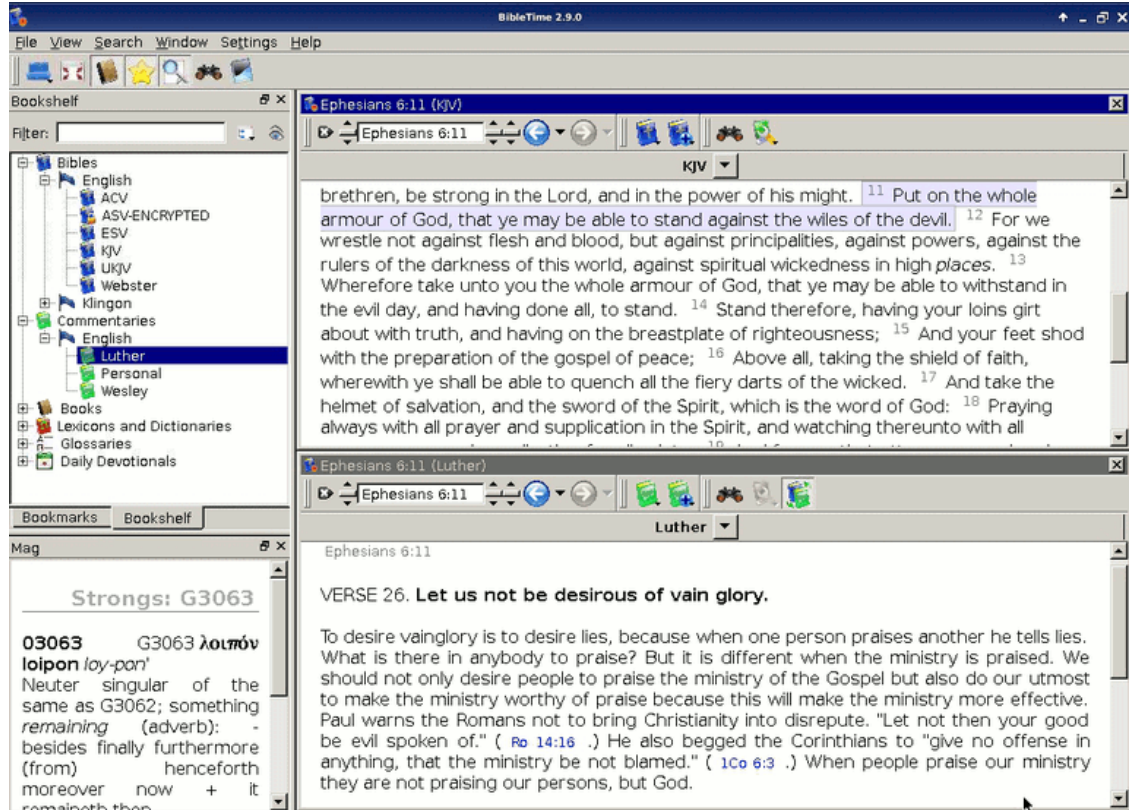 BibleTime 2.9.0
File View Search Window Settings Help
Bookshelf
Filter:
Bibles
English
ACV
ASV-ENCRYPTED
ESV
KJV
UKJV
Webster
Klingon
Commentaries
English
Luther
Personal
Wesley
Books
Lexicons and Dictionaries
Glossaries
Daily Devotionals
Bookmarks Bookshelf
Mag
Strongs: G3063
03063 G3063 λοιπόν
loipon loy-pon'
Neuter singular of the
same as G3062; something
remaining (adverb): -
besides finally furthermore
(from) henceforth
moreover now + it
remaineth then
Ephesians 6:11 (KJV)
Ephesians 6:11
KJV
brethren, be strong in the Lord, and in the power of his might. 11 Put on the whole
armour of God, that ye may be able to stand against the wiles of the devil. 12 For we
wrestle not against flesh and blood, but against principalities, against powers, against the
rulers of the darkness of this world, against spiritual wickedness in high places. 13
Wherefore take unto you the whole armour of God, that ye may be able to withstand in
the evil day, and having done all, to stand. 14 Stand therefore, having your loins girt
about with truth, and having on the breastplate of righteousness; 15 And your feet shod
with the preparation of the gospel of peace; 16 Above all, taking the shield of faith,
wherewith ye shall be able to quench all the fiery darts of the wicked. 17 And take the
helmet of salvation, and the sword of the Spirit, which is the word of God: 18 Praying
always with all prayer and supplication in the Spirit, and watching thereunto with all
Ephesians 6:11 (Luther)
Ephesians 6:11
Luther
Ephesians 6:11
VERSE 26. Let us not be desirous of vain glory.
To desire vainglory is to desire lies, because when one person praises another he tells lies.
What is there in anybody to praise? But it is different when the ministry is praised. We
should not only desire people to praise the ministry of the Gospel but also do our utmost
to make the ministry worthy of praise because this will make the ministry more effective.
Paul warns the Romans not to bring Christianity into disrepute. "Let not then your good
be evil spoken of." ( Ro 14:16 .) He also begged the Corinthians to "give no offense in
anything, that the ministry be not blamed." ( 1Co 6:3 .) When people praise our ministry
they are not praising our persons, but God.